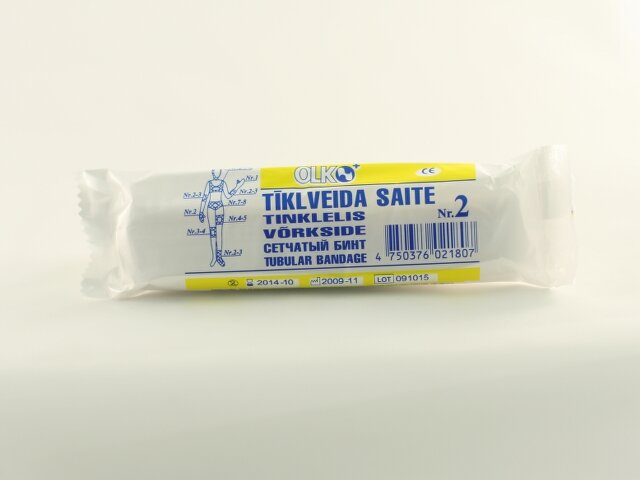 OLKO
TĪKLVEIDA SAITE
TINKLELIS
VÕRKSIDE
СЕТЧАТЫЙ БИНТ
TUBULAR BANDAGE
Nr.2
4 750376 021807
CE
Nr.3
Nr.2-3
Nr.2-3
Nr.7-8
Nr.2
Nr.4-5
Nr.3-4
Nr.2-3
2 2014-10 2009-11 LOT 091015